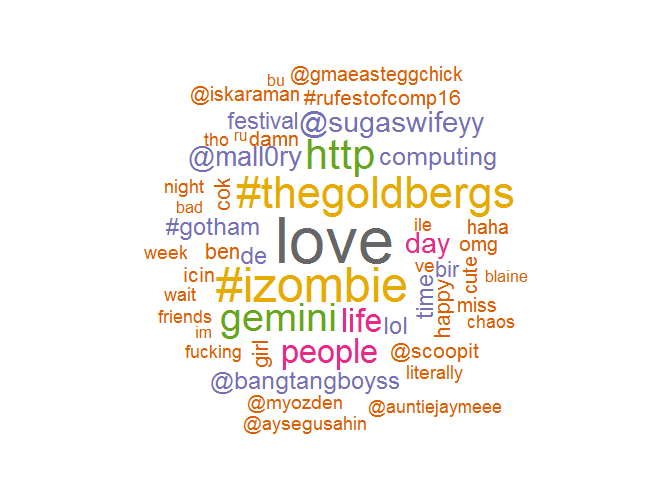 bu @gmaeasteggchick
@iskaraman #rufestofcomp16
festival @sugaswifeyy
tho ru damn
@mall0ry http computing
night cok #thegoldbergs
bad
#gotham love ile haha
week ben de day omg
icin #izombie ve bir cute blaine
wait time happy miss
friends gemini life lol chaos
im
fucking girl people @scoopit
@bangtangboyss literally
@myozden @auntiejaymeee
@aysegusahin